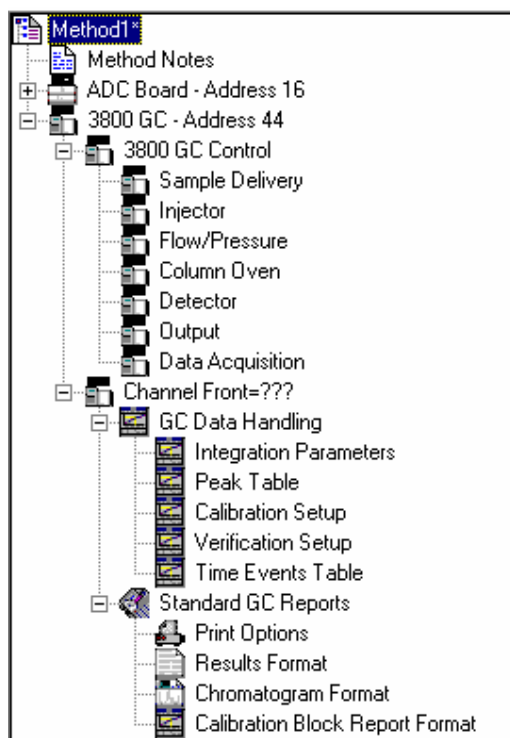 Method1*
Method Notes
ADC Board - Address 16
3800 GC - Address 44
3800 GC Control
Sample Delivery
Injector
Flow/Pressure
Column Oven
Detector
Output
Data Acquisition
Channel Front=???
GC Data Handling
Integration Parameters
Peak Table
Calibration Setup
Verification Setup
Time Events Table
Standard GC Reports
Print Options
Results Format
Chromatogram Format
Calibration Block Report Format